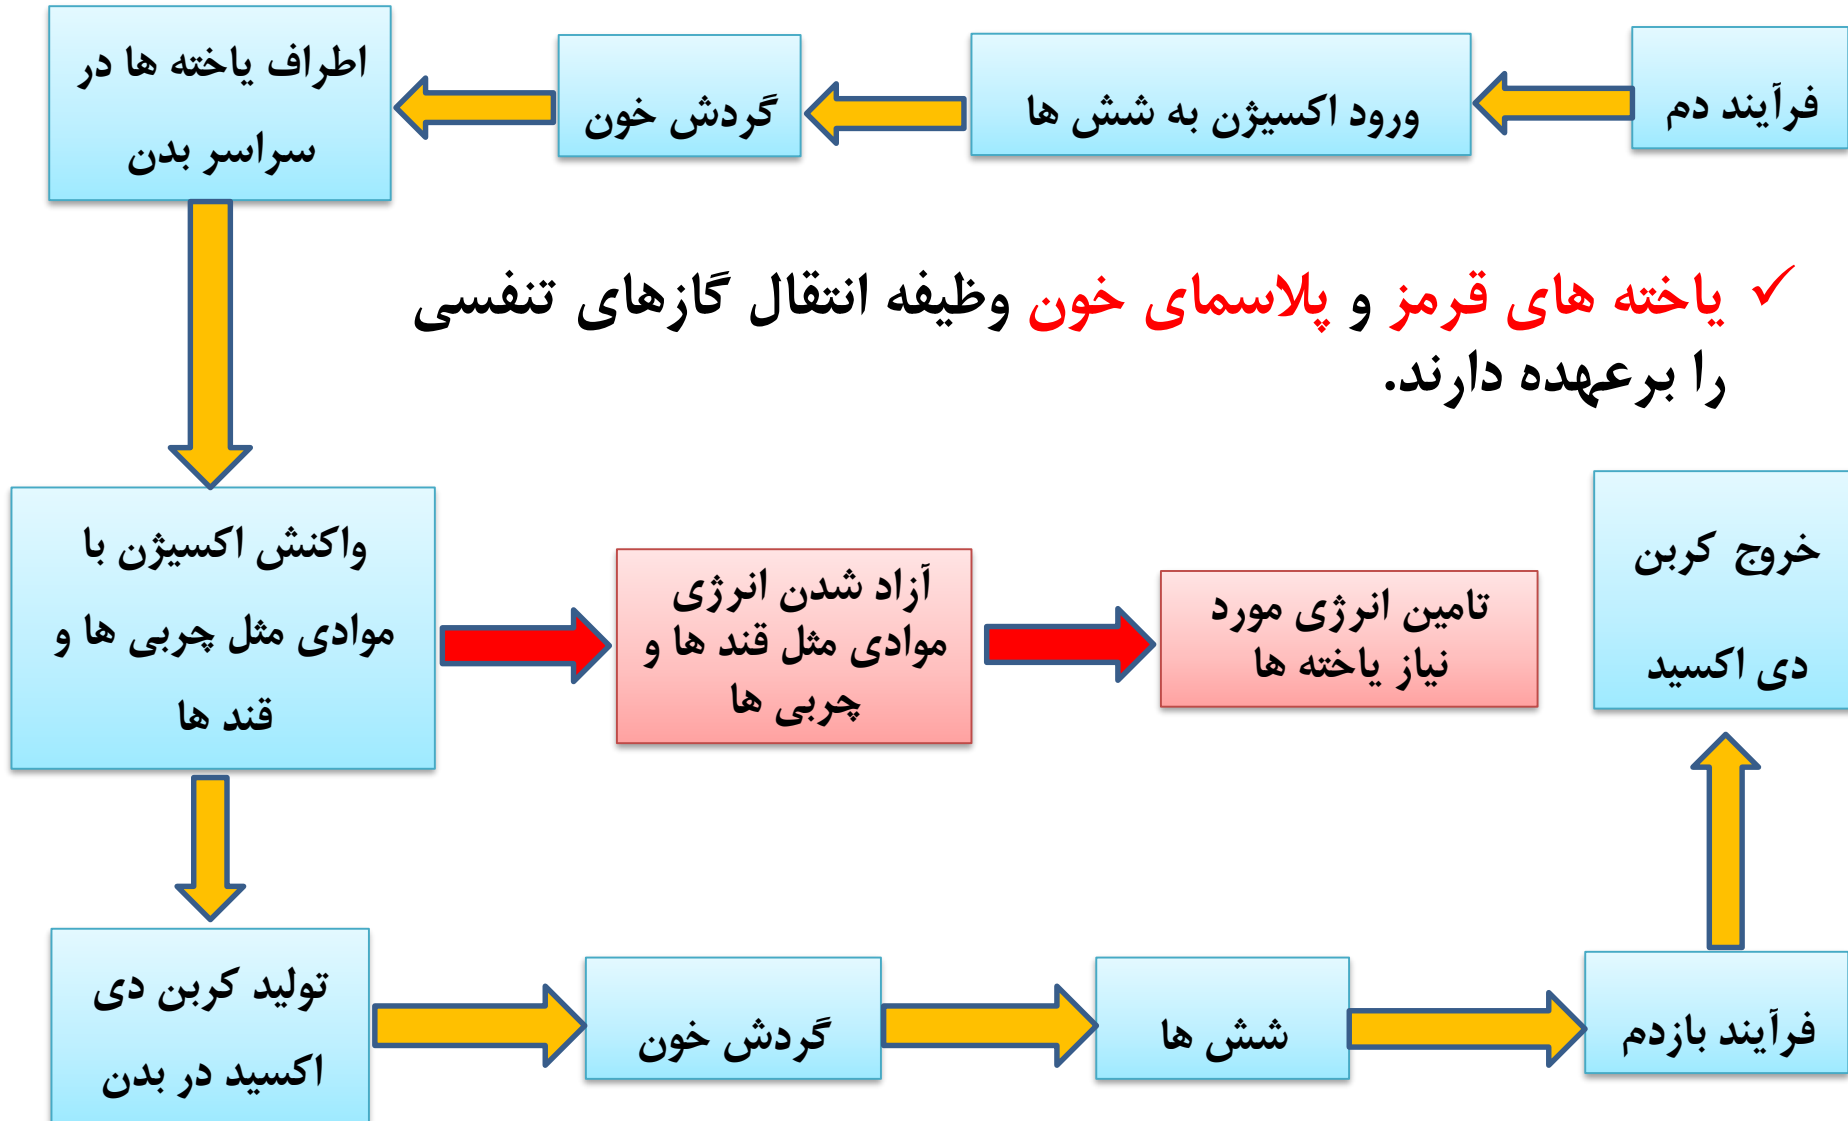 فرآیند دم
ورود اکسیژن به شش ها
گردش خون
اطراف یاخته ها در
سراسر بدن
✓ یاخته های قرمز و پلاسمای خون وظیفه انتقال گازهای تنفسی
را برعهده دارند.
واکنش اکسیژن با
موادی مثل چربی ها و
قند ها
آزاد شدن انرژی
موادی مثل قند ها و
چربی ها
تامین انرژی مورد
نیاز یاخته ها
تولید کربن دی
اکسید در بدن
گردش خون
شش ها
فرآیند بازدم
خروج کربن
دی اکسید